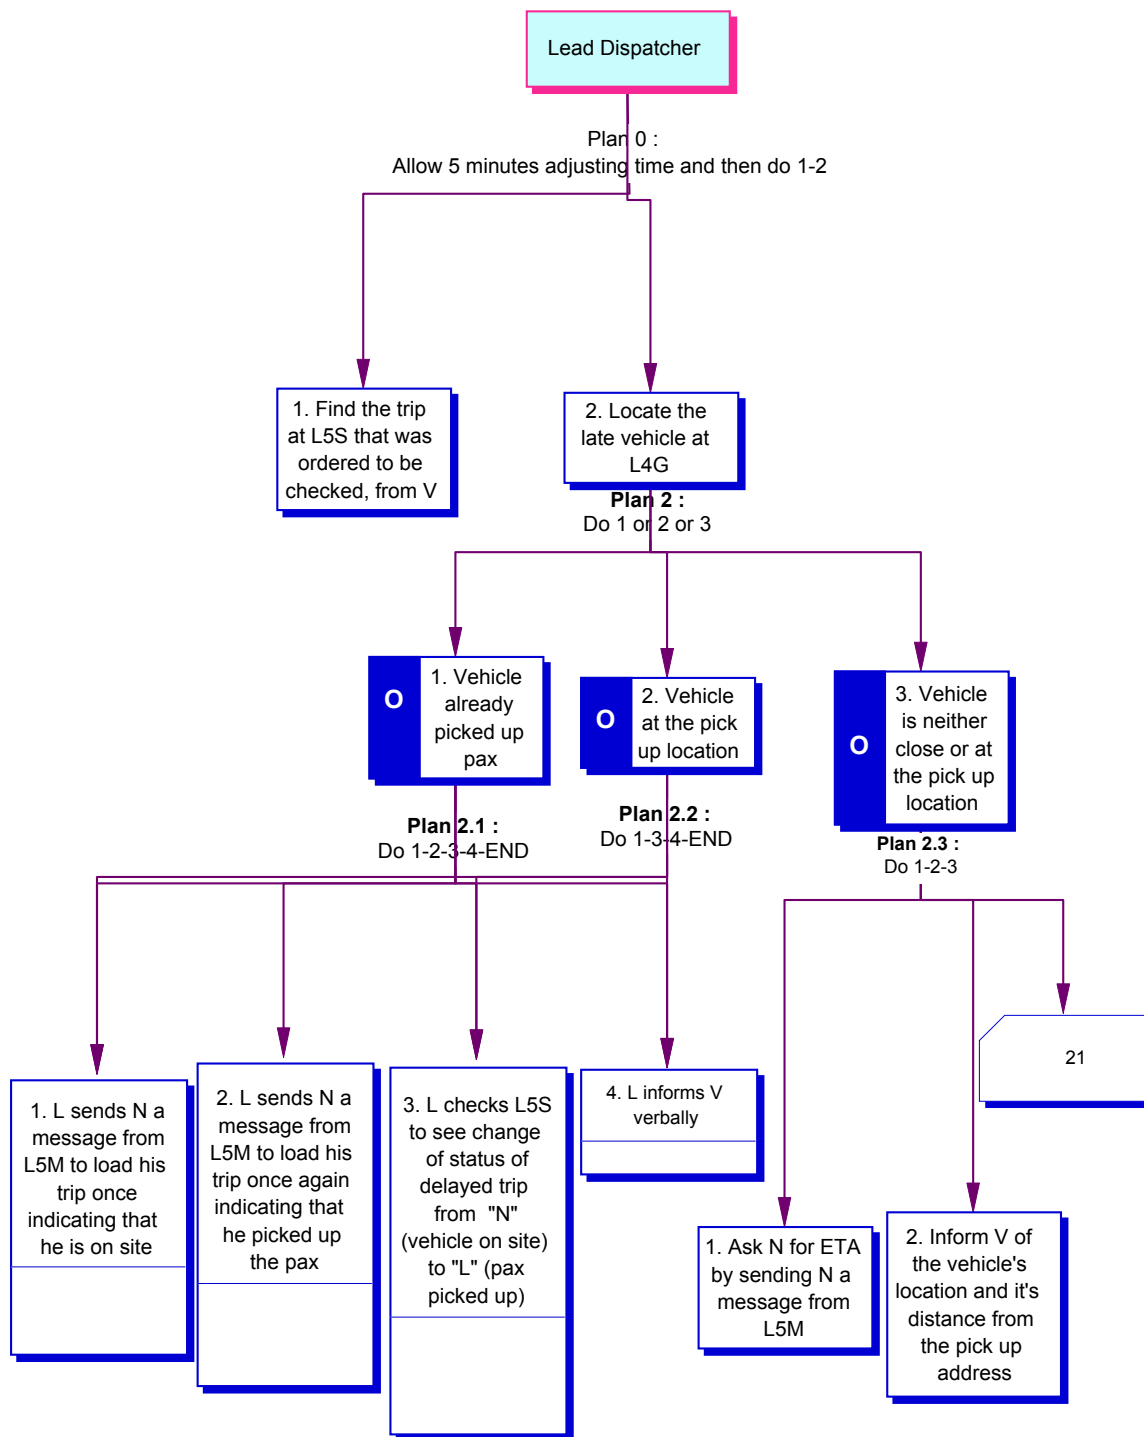 Lead Dispatcher
Plan 0 :
Allow 5 minutes adjusting time and then do 1-2
1. Find the trip
at L5S that was
ordered to be
checked, from V
2. Locate the
late vehicle at
L4G
Plan 2 :
Do 1 or 2 or 3
O
1. Vehicle
already
picked up
pax
O
2. Vehicle
at the pick
up location
O
3. Vehicle
is neither
close or at
the pick up
location
Plan 2.1 :
Do 1-2-3-4-END
Plan 2.2 :
Do 1-3-4-END
Plan 2.3 :
Do 1-2-3
1. L sends N a
message from
L5M to load his
trip once
indicating that
he is on site
2. L sends N a
message from
L5M to load his
trip once again
indicating that
he picked up
the pax
3. L checks L5S
to see change
of status of
delayed trip
from "N"
(vehicle on site)
to "L" (pax
picked up)
4. L informs V
verbally
1. Ask N for ETA
by sending N a
message from
L5M
2. Inform V of
the vehicle's
location and it's
distance from
the pick up
address
21